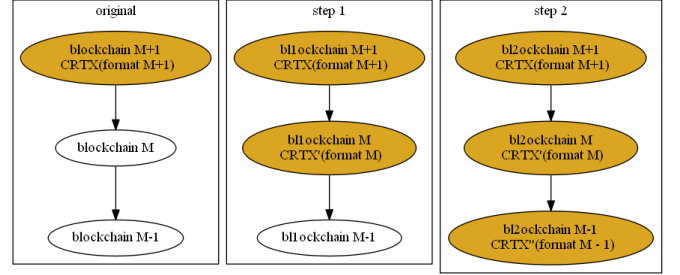 original
blockchain M+1
CRTX(format M+1)
blockchain M
blockchain M-1
step 1
bl1ockchain M+1
CRTX(format M+1)
bl1ockchain M
CRTX'(format M)
bl1ockchain M-1
step 2
bl2ockchain M+1
CRTX(format M+1)
bl2ockchain M
CRTX'(format M)
bl2ockchain M-1
CRTX''(format M - 1)